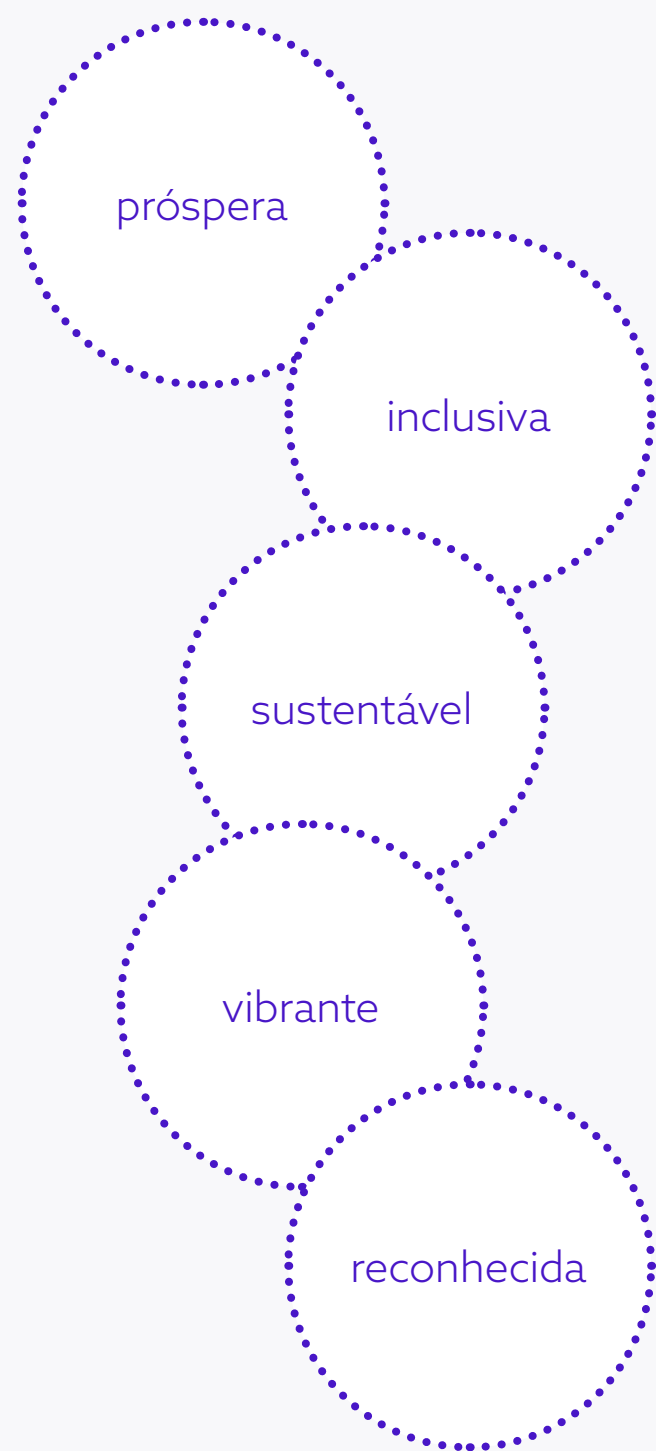 próspera
inclusiva
sustentável
vibrante
reconhecida